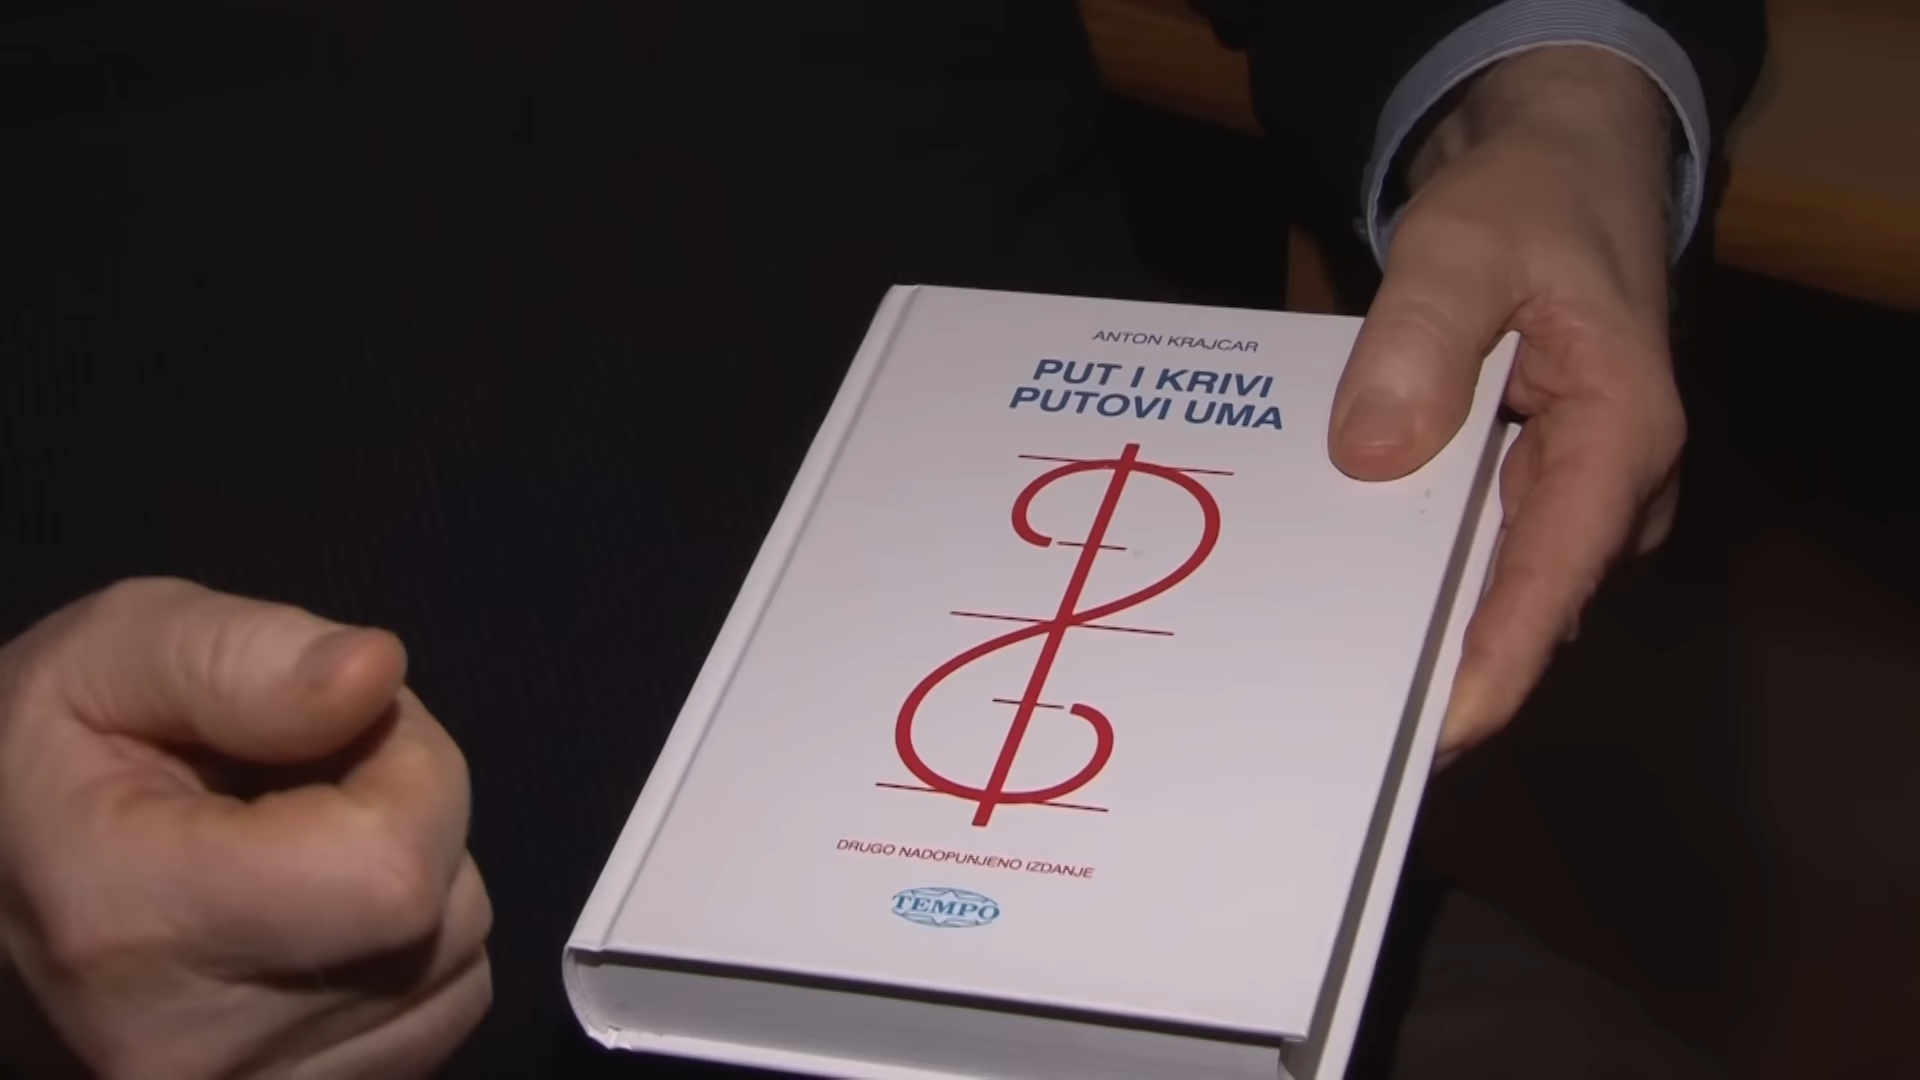 ANTON KRAJCAR
PUT I KRIVI
PUTOVI UMA
DRUGO NADOPUNJENO IZDANJE
TEMPO